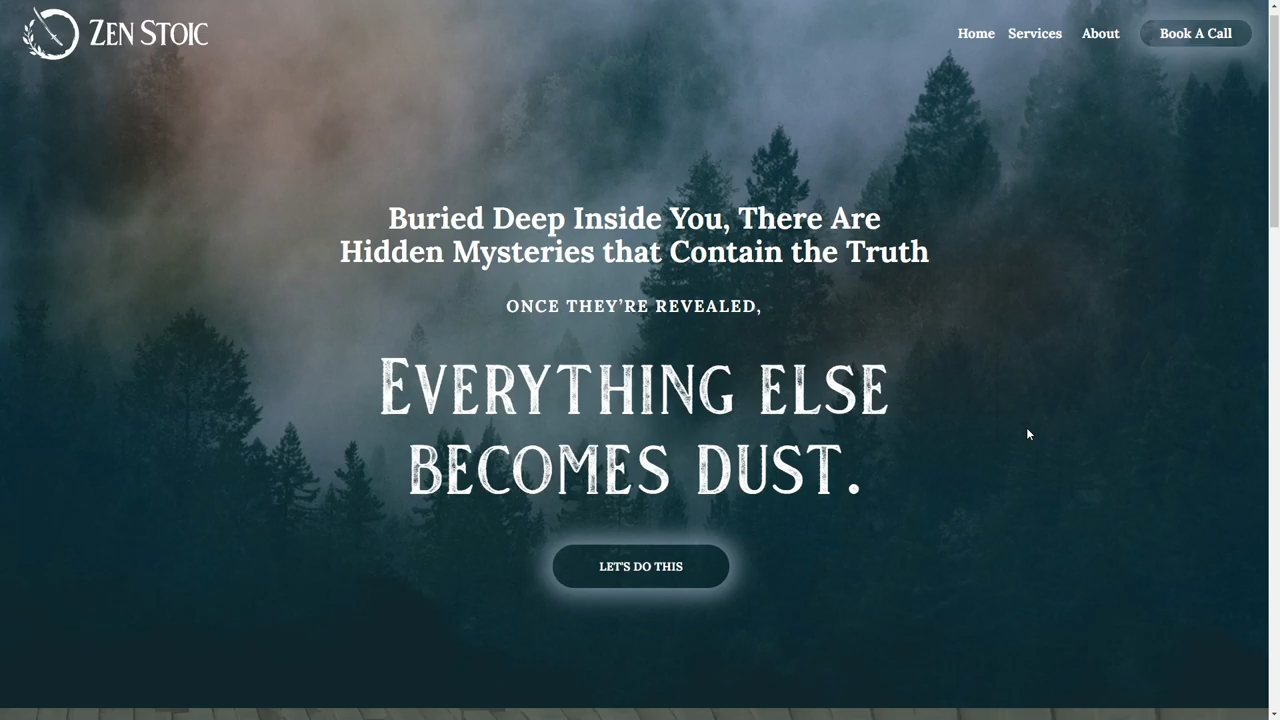 ZEN STOIC
Home Services About Book A Call
Buried Deep Inside You, There Are
Hidden Mysteries that Contain the Truth
ONCE THEY'RE REVEALED,
EVERYTHING ELSE
BECOMES DUST.
LET'S DO THIS